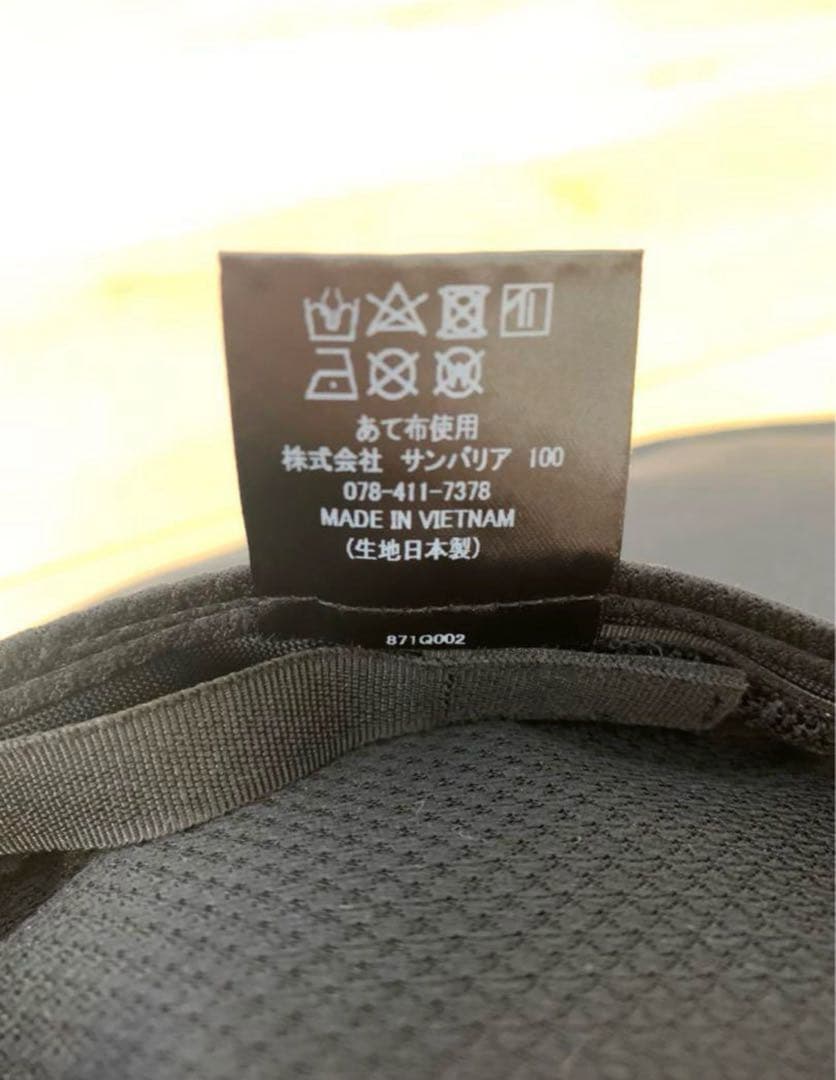 あて布使用
株式会社 サンバリア 100
078-411-7378
MADE IN VIETNAM
(生地日本製)
871Q002